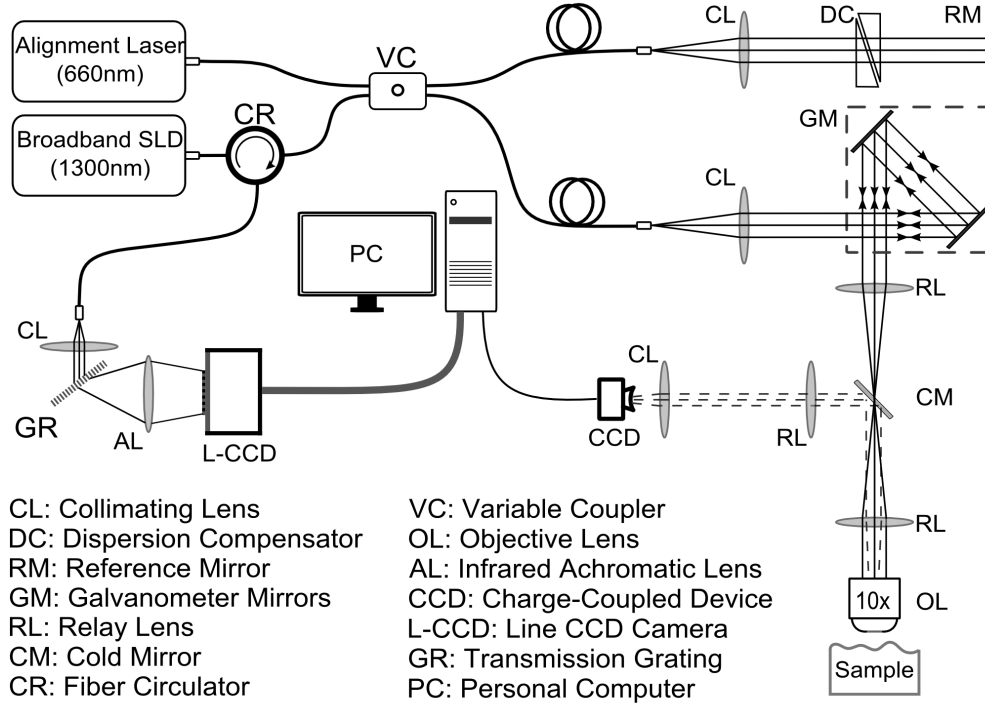 Alignment Laser
(660nm)
VC
CL
DC
RM
Broadband SLD
(1300nm)
CR
GM
CL
PC
RL
CL
GR
AL
L-CCD
CL
CCD
RL
CM
RL
10x
OL
Sample
CL: Collimating Lens
DC: Dispersion Compensator
RM: Reference Mirror
GM: Galvanometer Mirrors
RL: Relay Lens
CM: Cold Mirror
CR: Fiber Circulator
VC: Variable Coupler
OL: Objective Lens
AL: Infrared Achromatic Lens
CCD: Charge-Coupled Device
L-CCD: Line CCD Camera
GR: Transmission Grating
PC: Personal Computer